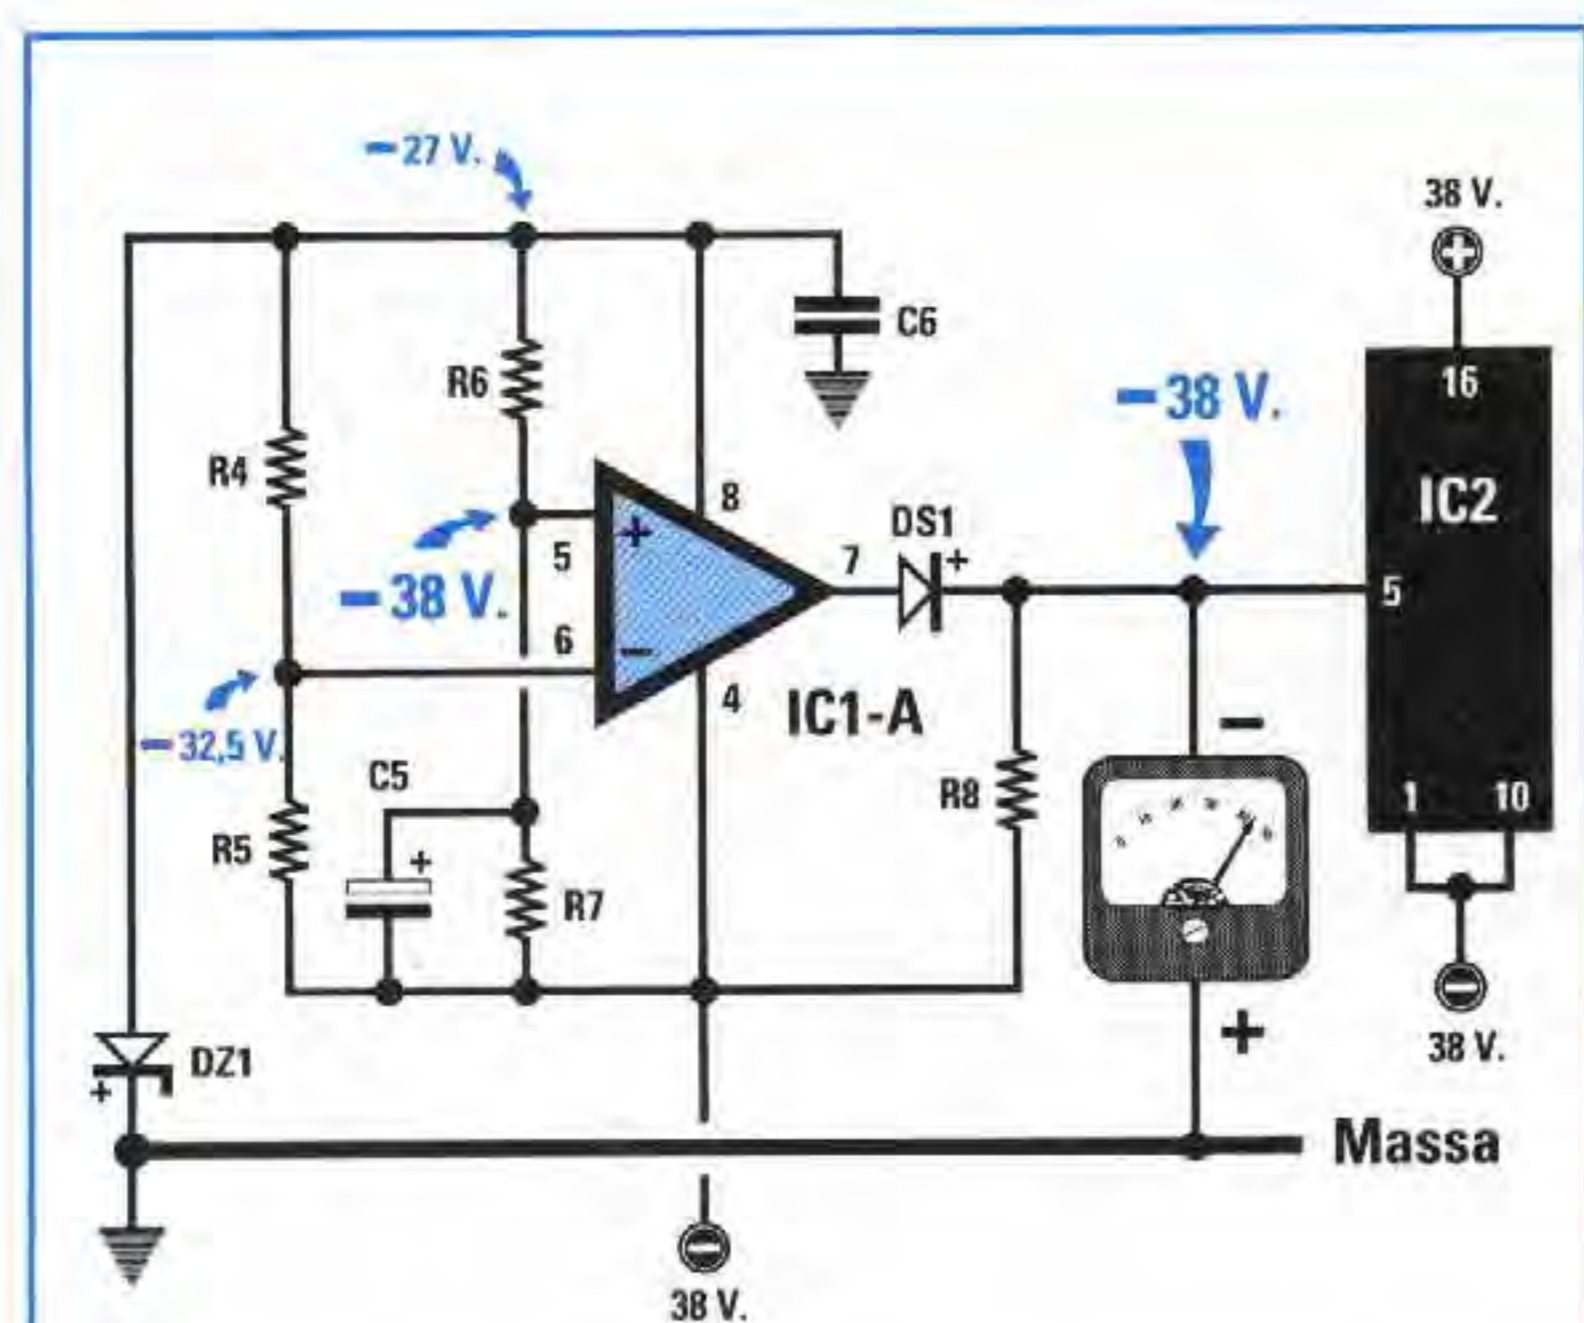 – 27 V.
38 V.
+
C6
R6
– 38 V.
16
R4
IC2
8
DS1
+
5
7
+
– 38 V.
5
6
–
4
IC1-A
–
– 32,5 V.
C5
R8
1
10
R5
+
R7
+
38 V.
DZ1
+
Massa
38 V.